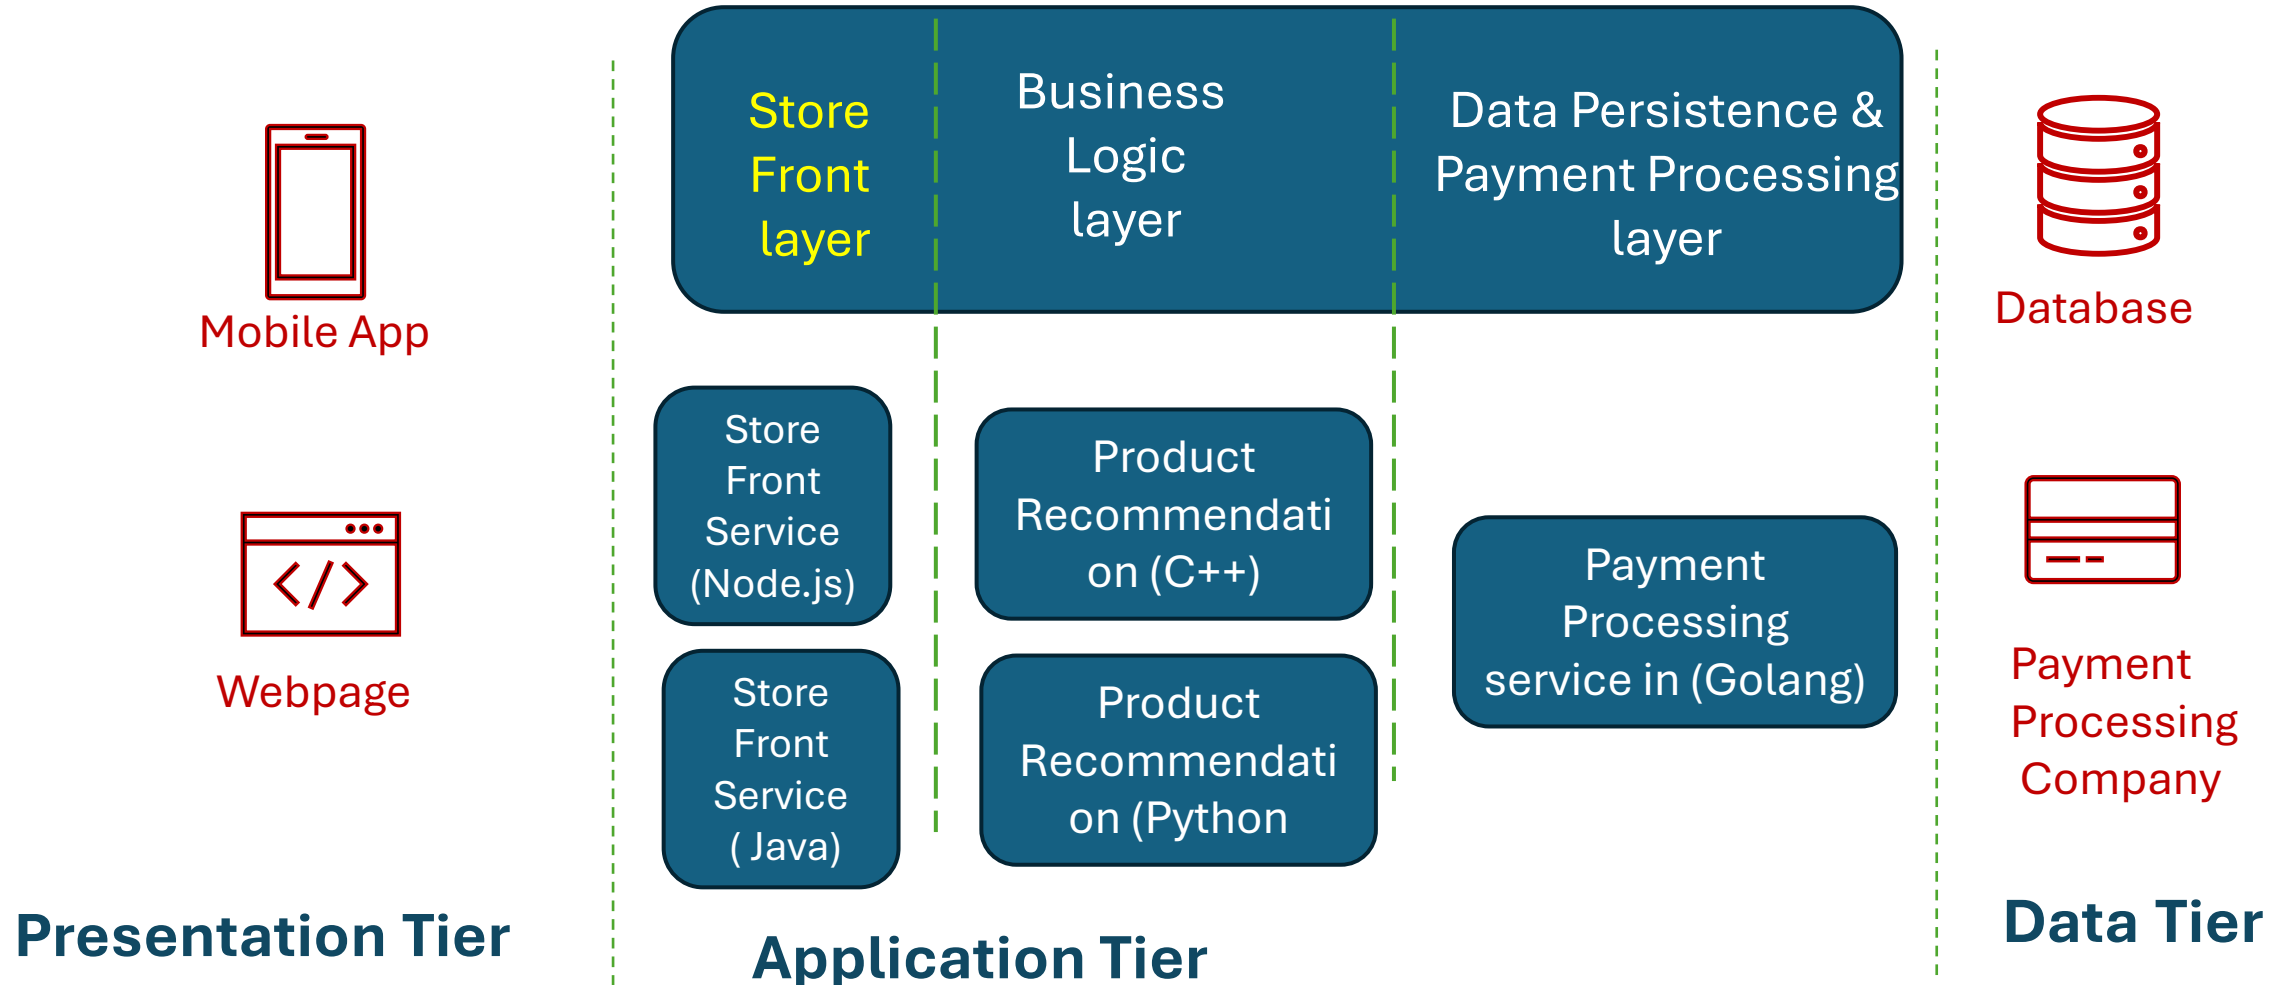 Mobile App
Webpage
Presentation Tier
Store
Front
layer
Business
Logic
layer
Data Persistence &
Payment Processing
layer
Store
Front
Service
(Node.js)
Store
Front
Service
( Java)
Product
Recommendati
on (C++)
Product
Recommendati
on (Python
Payment
Processing
service in (Golang)
Application Tier
Database
Payment
Processing
Company
Data Tier